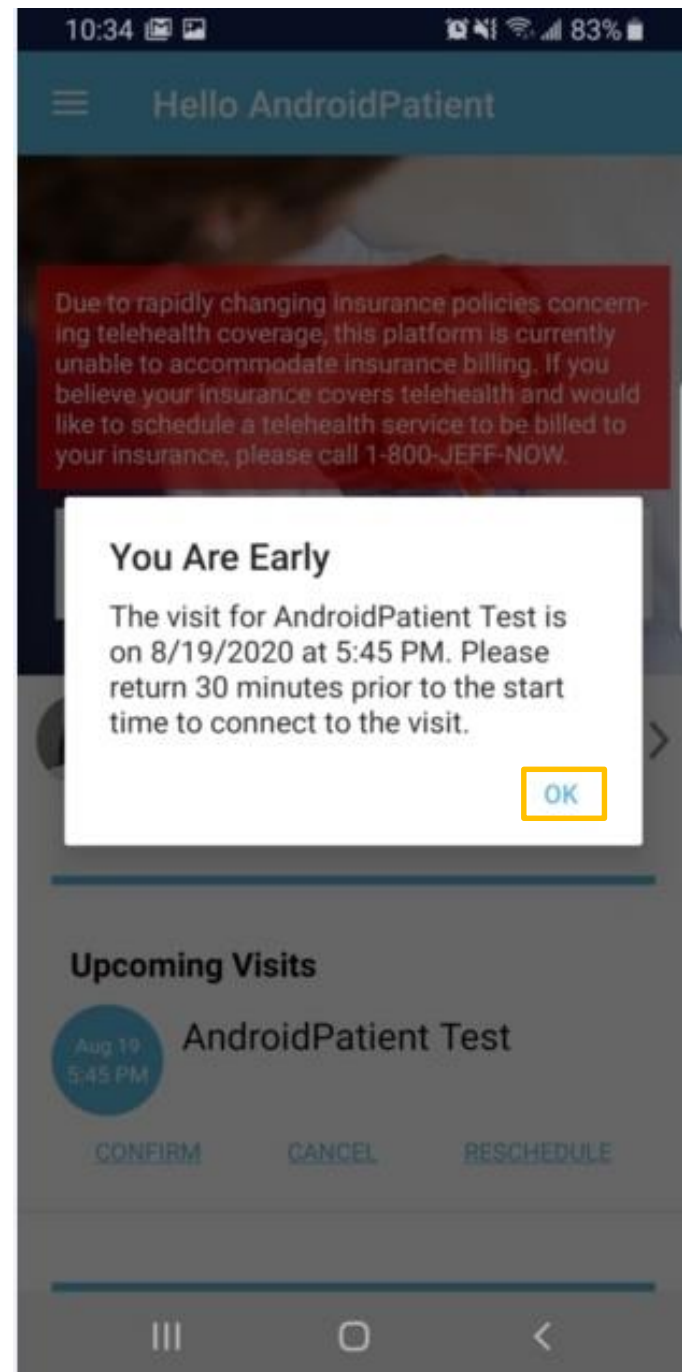 10:34 83%
Hello AndroidPatient
Due to rapidly changing insurance policies concern-
ing telehealth coverage, this platform is currently
unable to accommodate insurance billing. If you
believe your insurance covers telehealth and would
like to schedule a telehealth service to be billed to
your insurance, please call 1-800-JEFF-NOW.
You Are Early
The visit for AndroidPatient Test is
on 8/19/2020 at 5:45 PM. Please
return 30 minutes prior to the start
time to connect to the visit.
OK
Upcoming Visits
Aug 19
5:45 PM
AndroidPatient Test
CONFIRM CANCEL RESCHEDULE